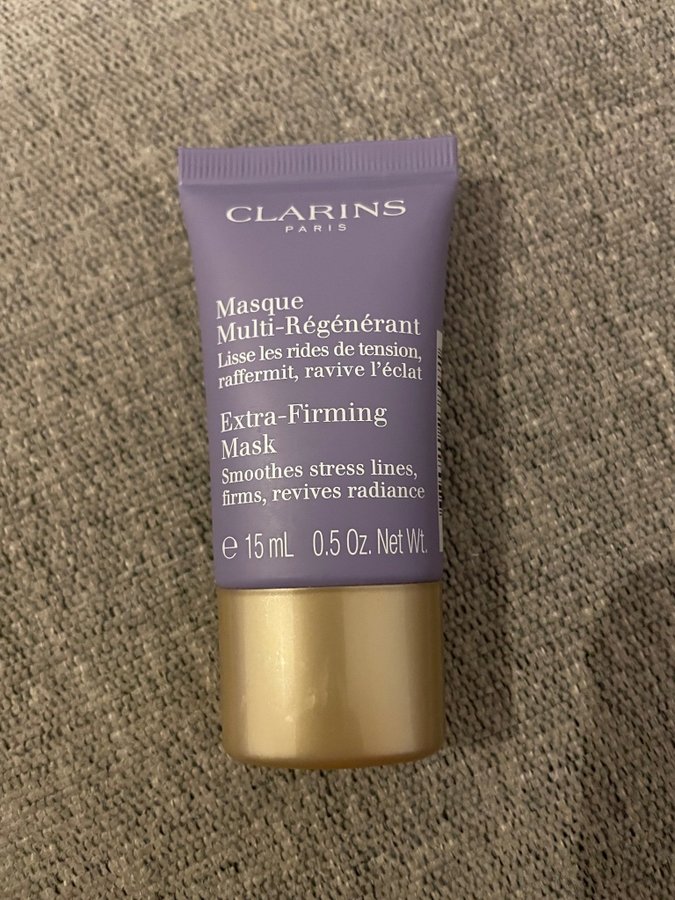 CLARINS
PARIS
Masque
Multi-Régénérant
Lisse les rides de tension,
raffermit, ravive l'éclat
Extra-Firming
Mask
Smoothes stress lines,
firms, revives radiance
e 15 mL 0.5 Oz. Net Wt.